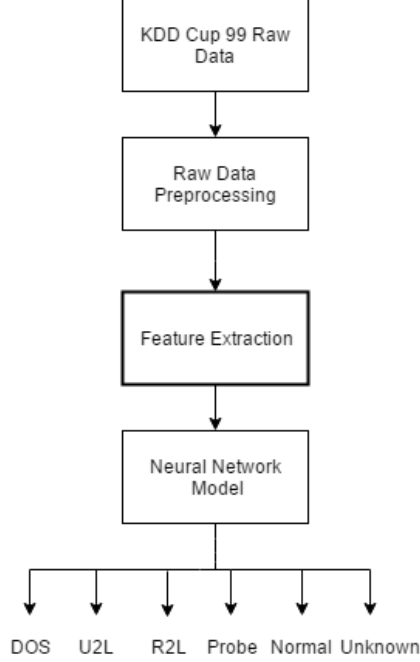 KDD Cup 99 Raw
Data
Raw Data
Preprocessing
Feature Extraction
Neural Network
Model
DOS U2L R2L Probe Normal Unknown